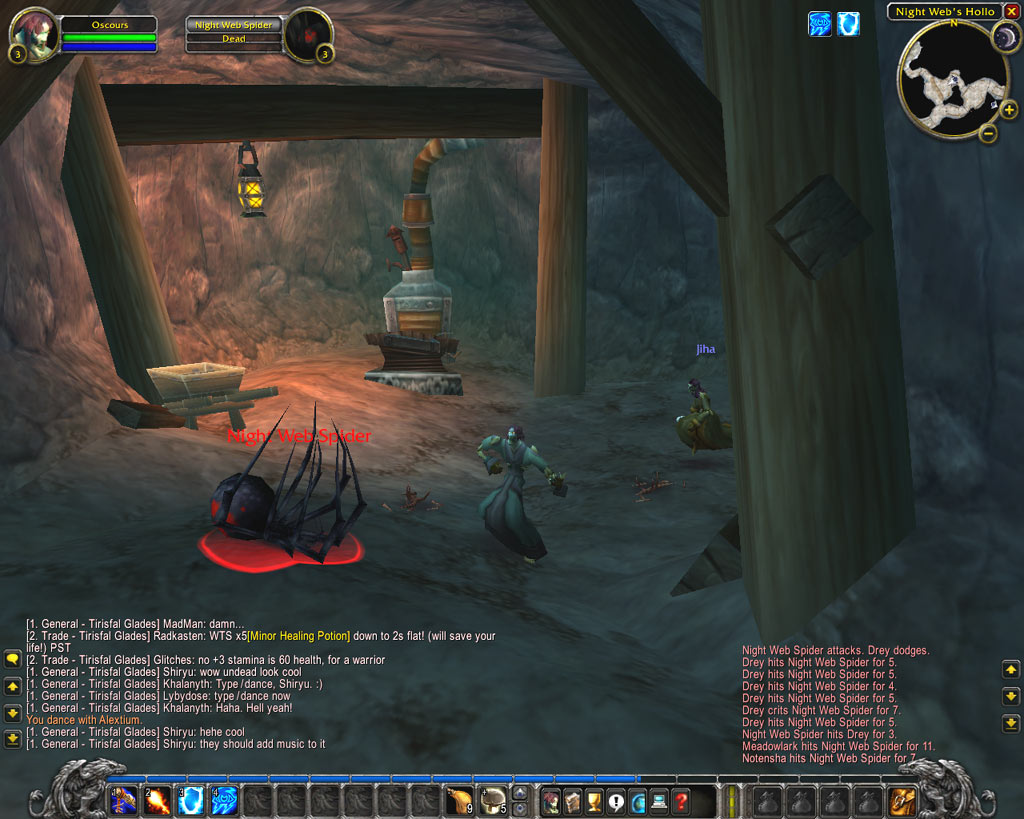 Oscours
3
Night Web Spider
Dead
3
Night Web's Hollo
N
Jiha
Night Web Spider
[1. General - Tirisfal Glades] MadMan: damn...
[2. Trade - Tirisfal Glades] Radkasten: WTS x5[Minor Healing Potion] down to 2s flat! (will save your
life!) PST
[2. Trade - Tirisfal Glades] Glitches: no +3 stamina is 60 health, for a warrior
[1. General - Tirisfal Glades] Shiryu: wow undead look cool
[1. General - Tirisfal Glades] Khalanyth: Type /dance, Shiryu. :)
[1. General - Tirisfal Glades] Lybydose: type /dance now
[1. General - Tirisfal Glades] Khalanyth: Haha. Hell yeah!
You dance with Alextium.
[1. General - Tirisfal Glades] Shiryu: hehe cool
[1. General - Tirisfal Glades] Shiryu: they should add music to it
Night Web Spider attacks. Drey dodges.
Drey hits Night Web Spider for 5.
Drey hits Night Web Spider for 5.
Drey hits Night Web Spider for 4.
Drey hits Night Web Spider for 5.
Drey crits Night Web Spider for 7.
Drey hits Night Web Spider for 5.
Night Web Spider hits Drey for 3.
Meadowlark hits Night Web Spider for 11.
Notensha hits Night Web Spider for 7
1 2 3 4 9 5